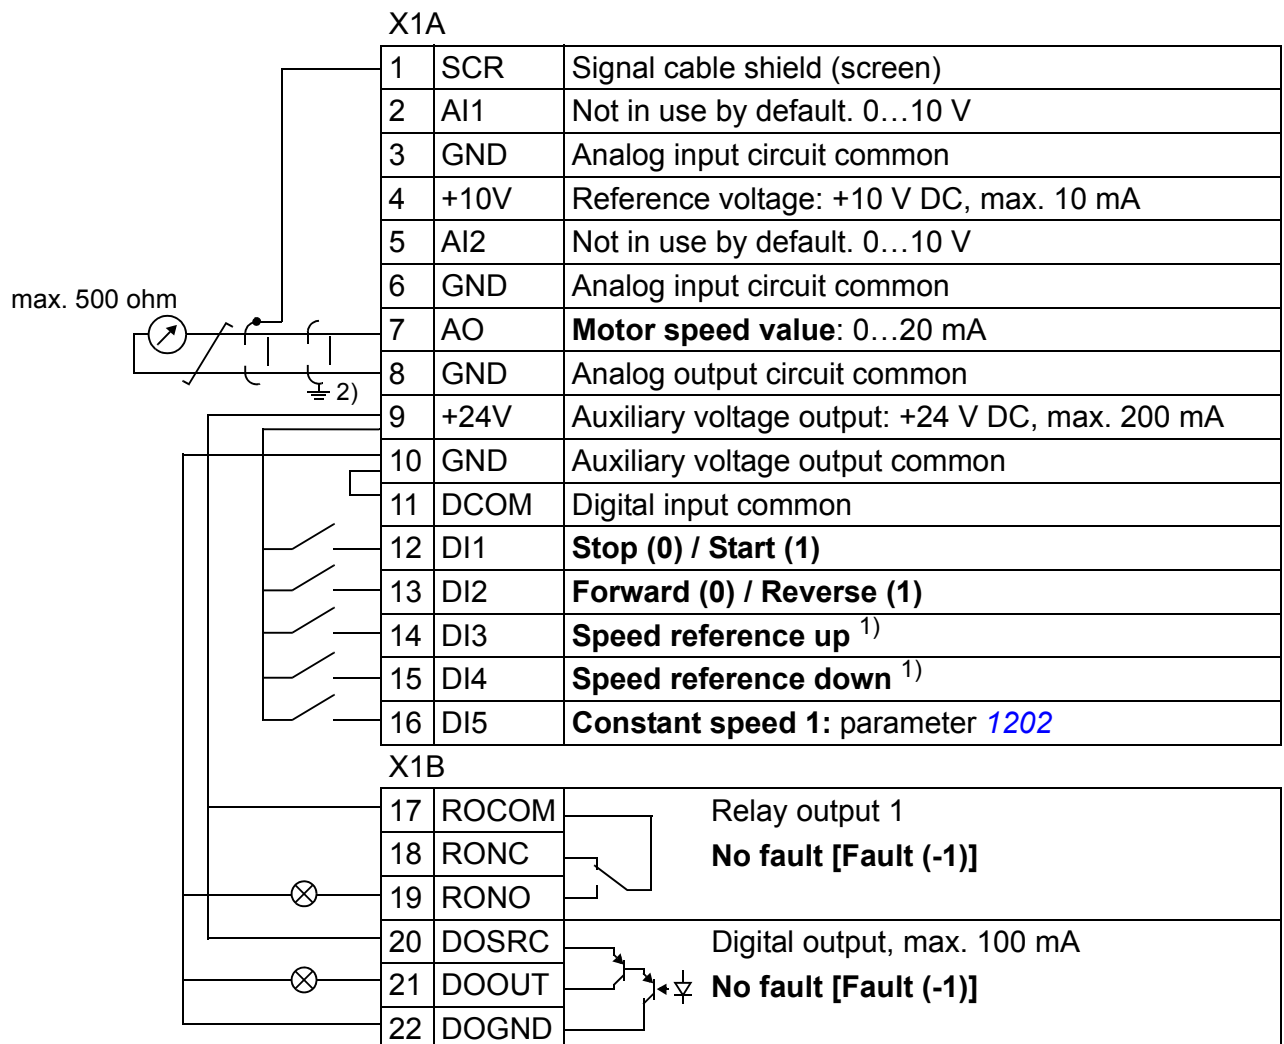 X1A
1 SCR Signal cable shield (screen)
2 AI1 Not in use by default. 0…10 V
3 GND Analog input circuit common
4 +10V Reference voltage: +10 V DC, max. 10 mA
5 AI2 Not in use by default. 0…10 V
6 GND Analog input circuit common
max. 500 ohm
7 AO Motor speed value: 0…20 mA
8 GND Analog output circuit common
2)
9 +24V Auxiliary voltage output: +24 V DC, max. 200 mA
10 GND Auxiliary voltage output common
11 DCOM Digital input common
12 DI1 Stop (0) / Start (1)
13 DI2 Forward (0) / Reverse (1)
14 DI3 Speed reference up 1)
15 DI4 Speed reference down 1)
16 DI5 Constant speed 1: parameter 1202
X1B
17 ROCOM Relay output 1
18 RONC No fault [Fault (-1)]
19 RONO
20 DOSRC Digital output, max. 100 mA
21 DOOUT No fault [Fault (-1)]
22 DOGND